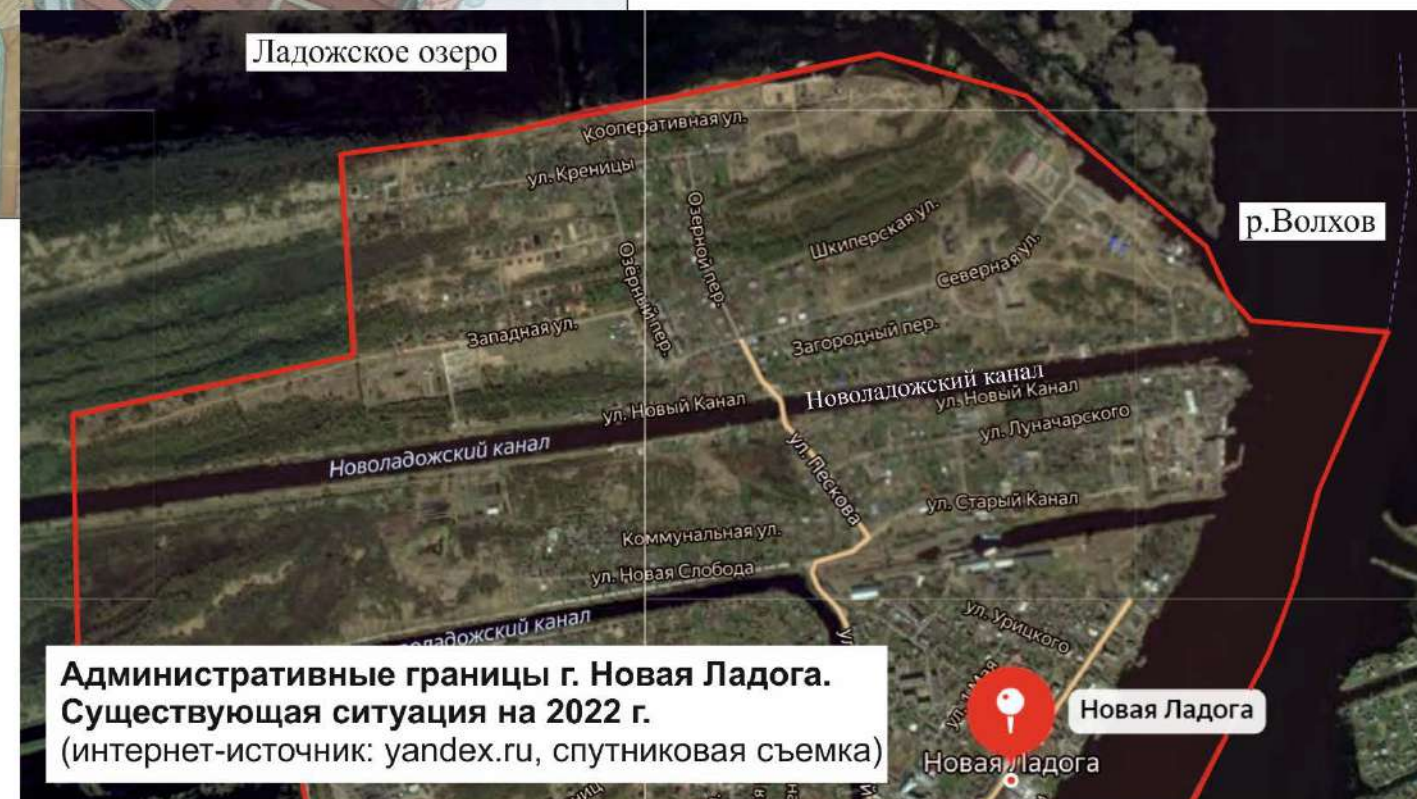 Ладожское озеро
Кооперативная ул.
ул. Креницы
Озерной пер.
р.Волхов
Шкиперская ул.
Озёрный пер.
Северная ул.
Западная ул.
Загородный пер.
Новоладожский канал
ул. Новый Канал
ул. Новый Канал
ул. Луначарского
Новоладожский канал
ул. Пескова
ул. Старый Канал
Коммунальная ул.
ул. Новая Слобода
ул. Урицкого
канал
ул. 1 Мая
Административные границы г. Новая Ладога.
Существующая ситуация на 2022 г.
(интернет-источник: yandex.ru, спутниковая съемка)
Новая Ладога
Новая Ладога